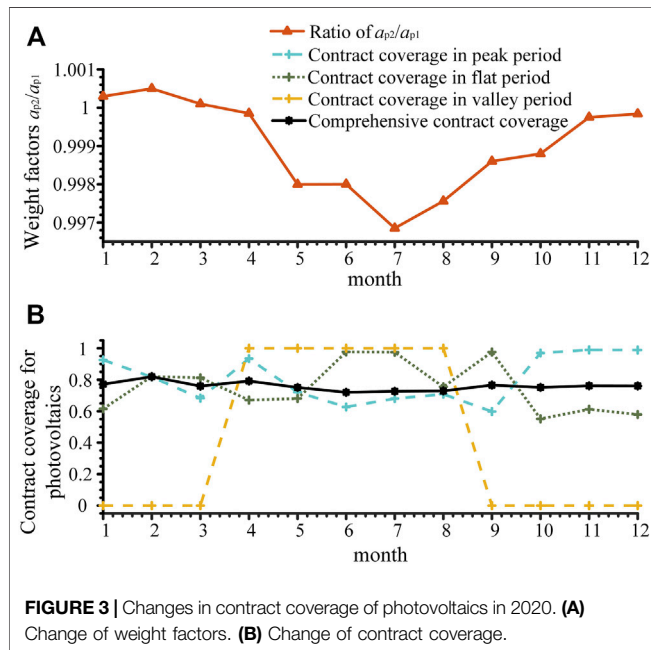 A
Ratio of ap2/ap1
Contract coverage in peak period
Contract coverage in flat period
Contract coverage in valley period
Comprehensive contract coverage
Weight factors ap2/ap1
1.001
1
0.999
0.998
0.997
1 2 3 4 5 6 7 8 9 10 11 12
month
B
Contract coverage for
photovoltaics
1
0.8
0.6
0.4
0.2
0
1 2 3 4 5 6 7 8 9 10 11 12
month
FIGURE 3 | Changes in contract coverage of photovoltaics in 2020. (A)
Change of weight factors. (B) Change of contract coverage.